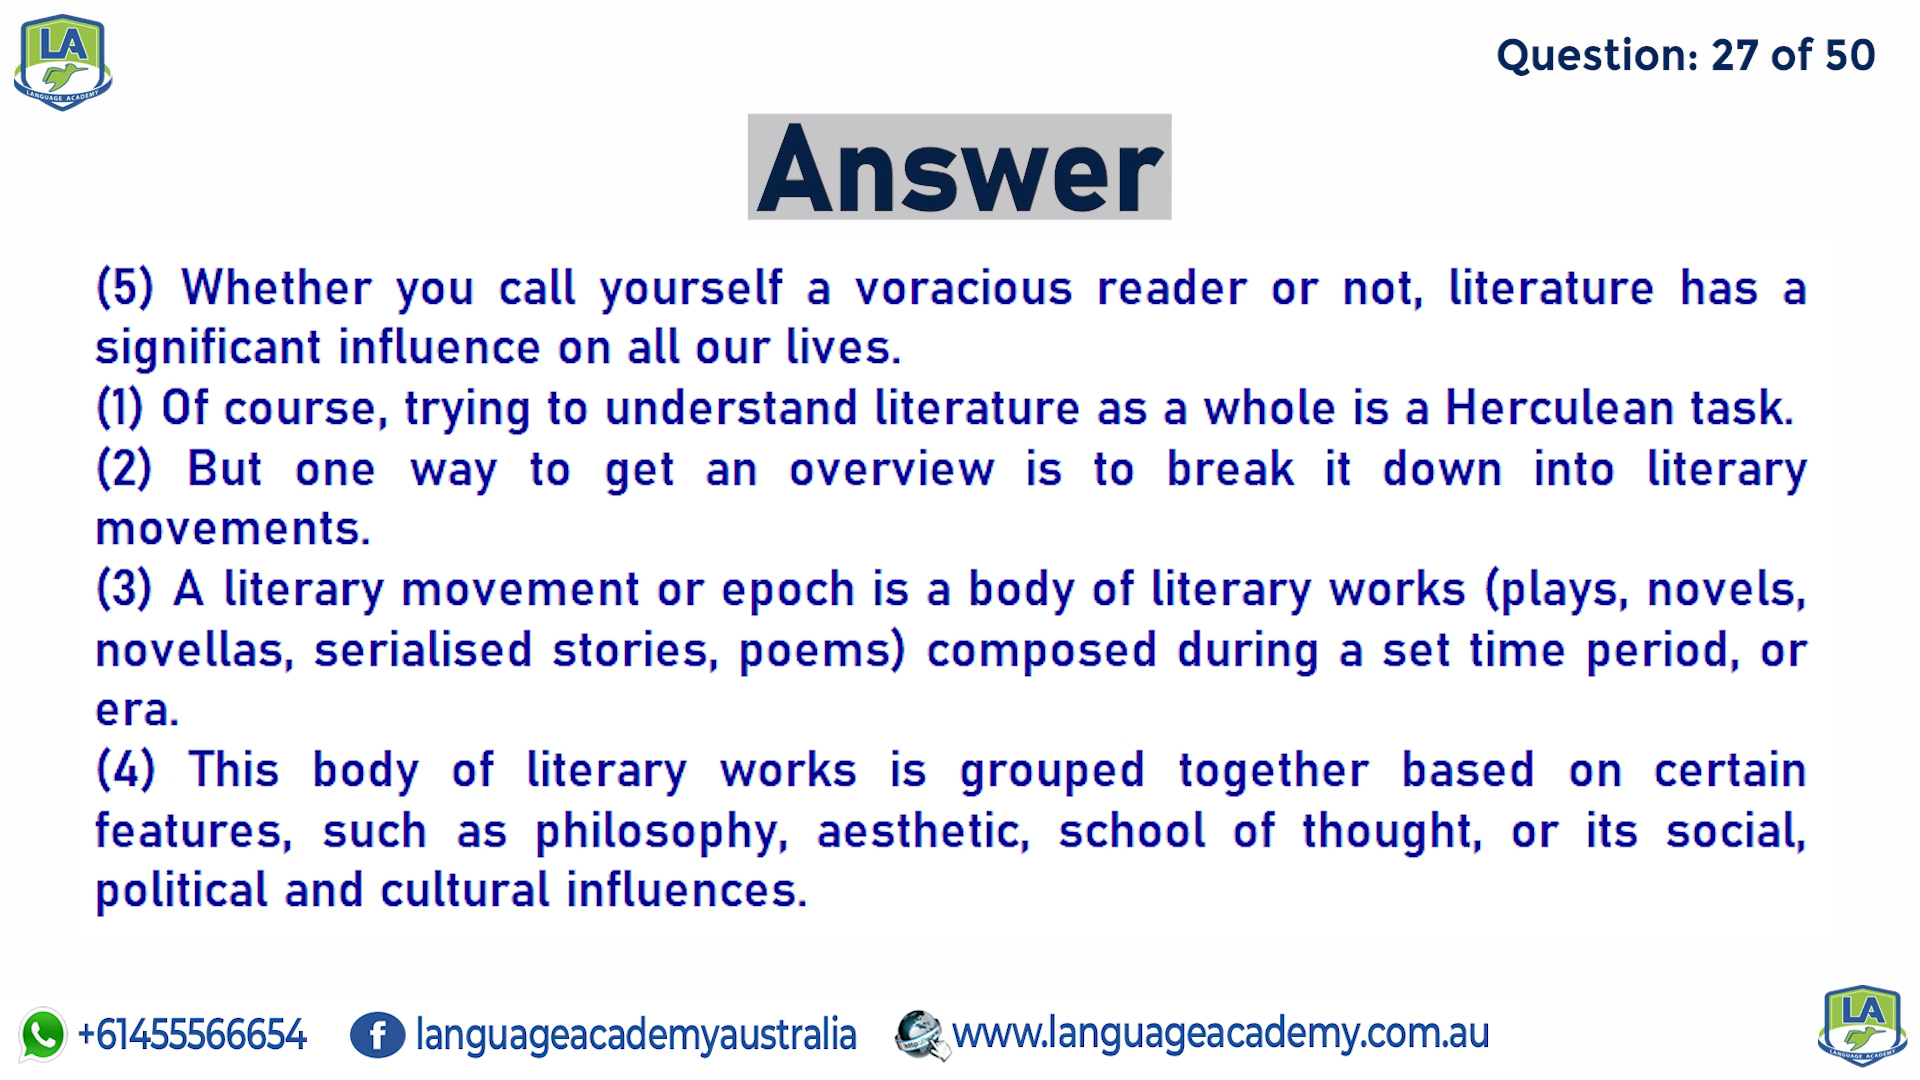 LA
LANGUAGE ACADEMY
Question: 27 of 50
Answer
(5) Whether you call yourself a voracious reader or not, literature has a
significant influence on all our lives.
(1) Of course, trying to understand literature as a whole is a Herculean task.
(2) But one way to get an overview is to break it down into literary
movements.
(3) A literary movement or epoch is a body of literary works (plays, novels,
novellas, serialised stories, poems) composed during a set time period, or
era.
(4) This body of literary works is grouped together based on certain
features, such as philosophy, aesthetic, school of thought, or its social,
political and cultural influences.
+61455566654
f languageacademyaustralia
www.languageacademy.com.au
LA
LANGUAGE ACADEMY